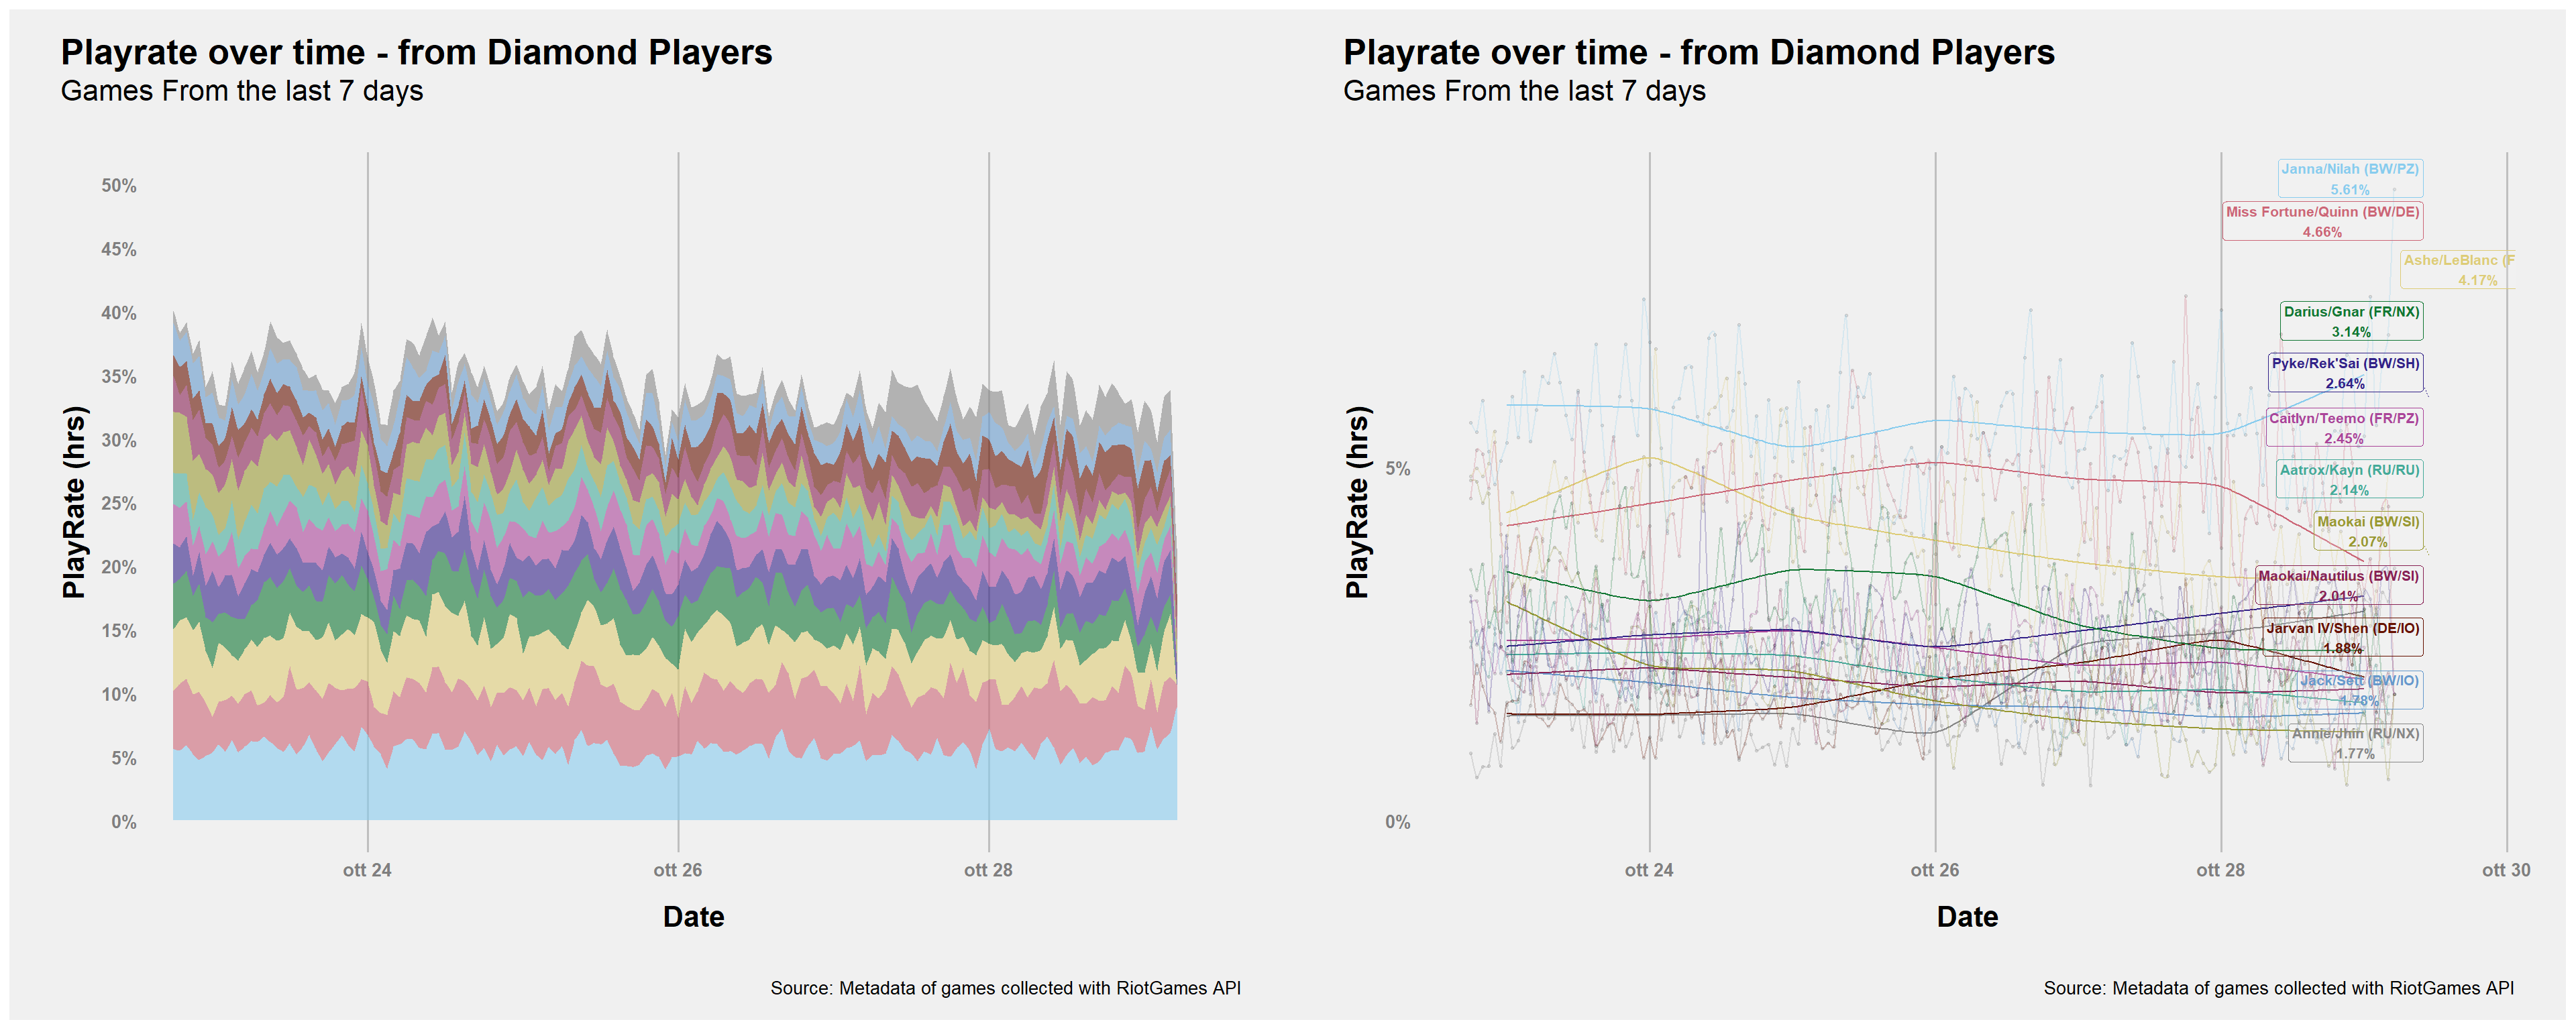 Playrate over time - from Diamond Players
Games From the last 7 days
PlayRate (hrs)
50%
45%
40%
35%
30%
25%
20%
15%
10%
5%
0%
ott 24
ott 26
ott 28
Date
Source: Metadata of games collected with RiotGames API
Playrate over time - from Diamond Players
Games From the last 7 days
PlayRate (hrs)
5%
0%
Janna/Nilah (BW/PZ)
5.61%
Miss Fortune/Quinn (BW/DE)
4.66%
Ashe/LeBlanc (F
4.17%
Darius/Gnar (FR/NX)
3.14%
Pyke/Rek'Sai (BW/SH)
2.64%
Caitlyn/Teemo (FR/PZ)
2.45%
Aatrox/Kayn (RU/RU)
2.14%
Maokai (BW/SI)
2.07%
Maokai/Nautilus (BW/SI)
2.01%
Jarvan IV/Shen (DE/IO)
1.88%
Jack/Sett (BW/IO)
1.78%
Annie/Jhin (RU/NX)
1.77%
ott 24
ott 26
ott 28
ott 30
Date
Source: Metadata of games collected with RiotGames API